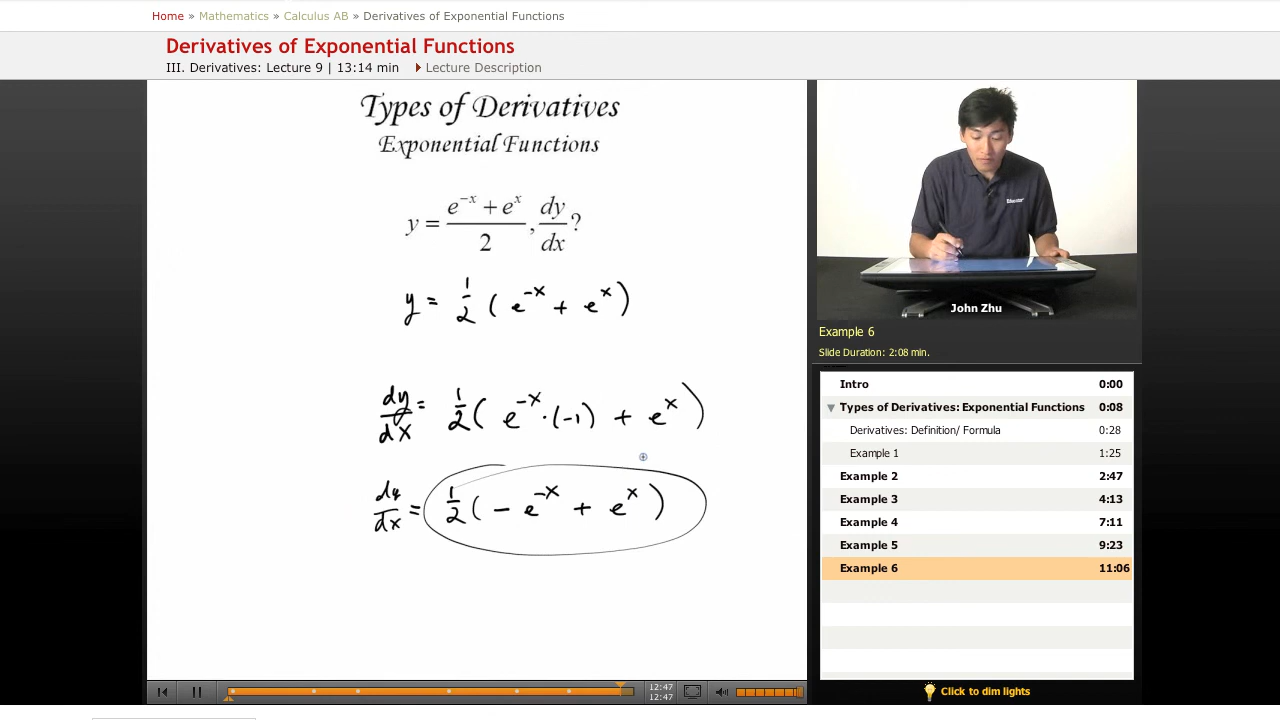 Home » Mathematics » Calculus AB » Derivatives of Exponential Functions
Derivatives of Exponential Functions
III. Derivatives: Lecture 9 | 13:14 min Lecture Description
Types of Derivatives
Exponential Functions
y = (e^{-x} + e^{x})/2, dy/dx?
y = 1/2 (e^{-x} + e^{x})
dy/dx = 1/2 (e^{-x} · (-1) + e^{x})
dy/dx = 1/2 (- e^{-x} + e^{x})
Educator
John Zhu
Example 6
Slide Duration: 2:08 min.
Intro 0:00
Types of Derivatives: Exponential Functions 0:08
Derivatives: Definition/ Formula 0:28
Example 1 1:25
Example 2 2:47
Example 3 4:13
Example 4 7:11
Example 5 9:23
Example 6 11:06
12:47
12:47
Click to dim lights